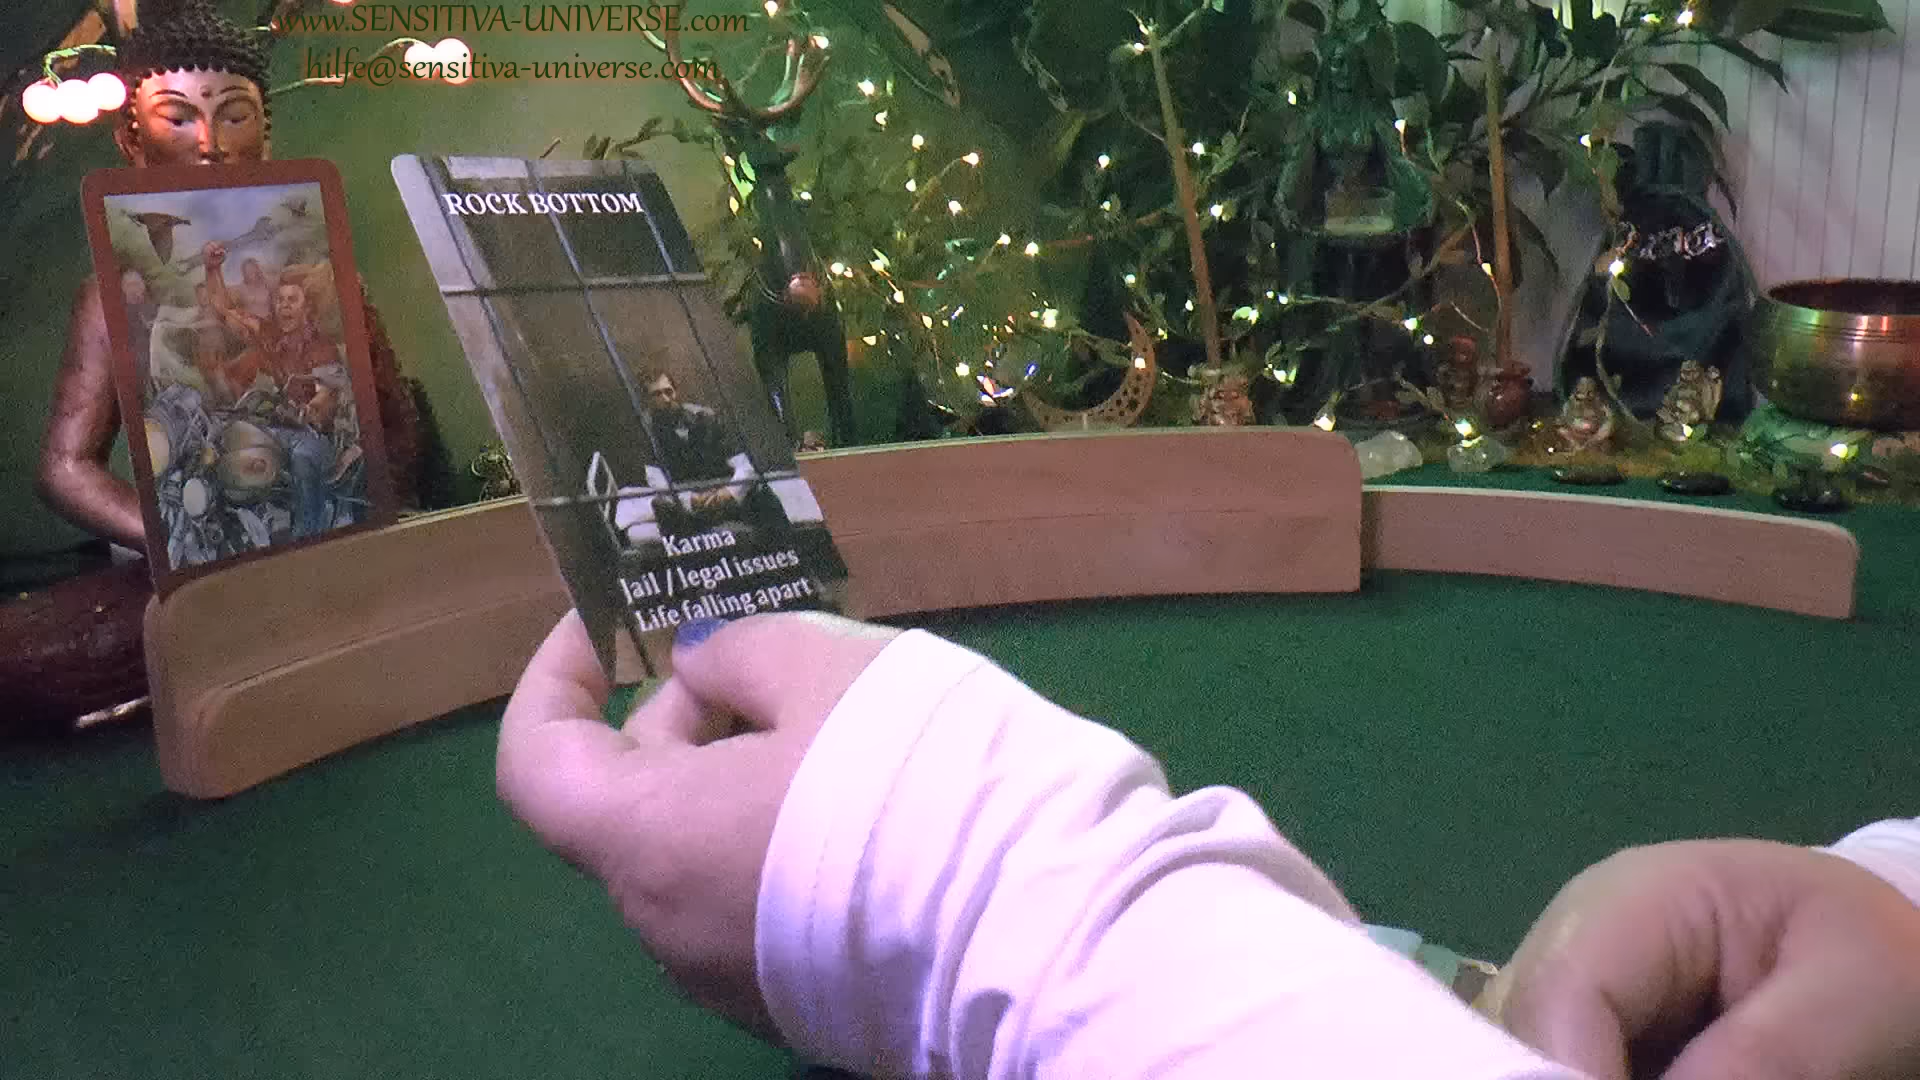 www.SENSITIVA-UNIVERSE.com
hilfe@sensitiva-universe.com
ROCK BOTTOM
Karma
Jail / legal issues
Life falling apart